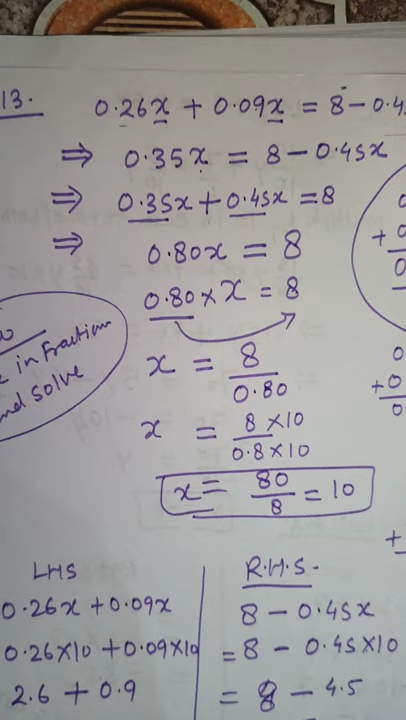 13. 0.26x + 0.09x = 8 - 0.4
⇒ 0.35x = 8 - 0.45x
⇒ 0.35x + 0.45x = 8
⇒ 0.80x = 8
0.80 × x = 8
in fraction
solve
x = 8/0.80
x = 8×10/0.8×10
x = 80/8 = 10
LHS
0.26x + 0.09x
0.26×10 + 0.09×10
2.6 + 0.9
R.H.S.
8 - 0.45x
= 8 - 0.45×10
= 8 - 4.5